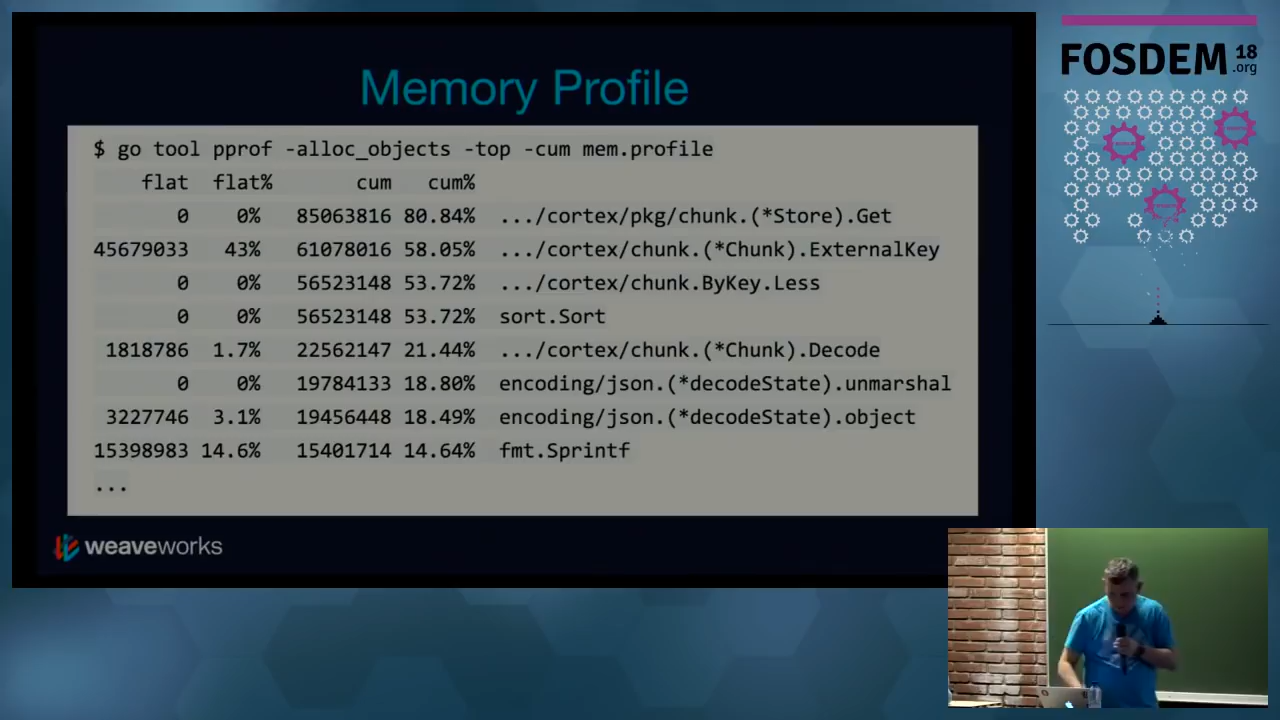 Memory Profile
$ go tool pprof -alloc_objects -top -cum mem.profile
flat flat% cum cum%
0 0% 85063816 80.84% .../cortex/pkg/chunk.(*Store).Get
45679033 43% 61078016 58.05% .../cortex/chunk.(*Chunk).ExternalKey
0 0% 56523148 53.72% .../cortex/chunk.ByKey.Less
0 0% 56523148 53.72% sort.Sort
1818786 1.7% 22562147 21.44% .../cortex/chunk.(*Chunk).Decode
0 0% 19784133 18.80% encoding/json.(*decodeState).unmarshal
3227746 3.1% 19456448 18.49% encoding/json.(*decodeState).object
15398983 14.6% 15401714 14.64% fmt.Sprintf
...
weaveworks
FOSDEM 18
.org